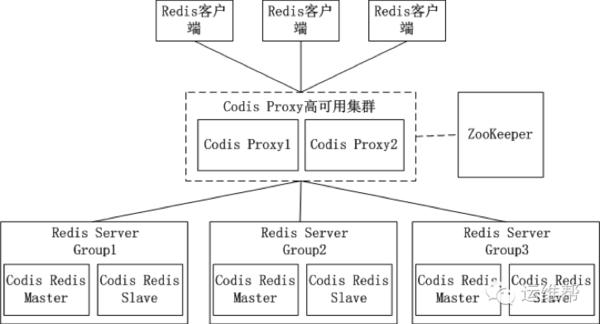 Redis客户
端
Redis客户
端
Redis客户
端
Codis Proxy高可用集群
Codis Proxy1
Codis Proxy2
ZooKeeper
Redis Server
Group1
Redis Server
Group2
Redis Server
Group3
Codis Redis
Master
Codis Redis
Slave
Codis Redis
Master
Codis Redis
Slave
Codis Redis
Master
Codis Redis
Slave
运维帮